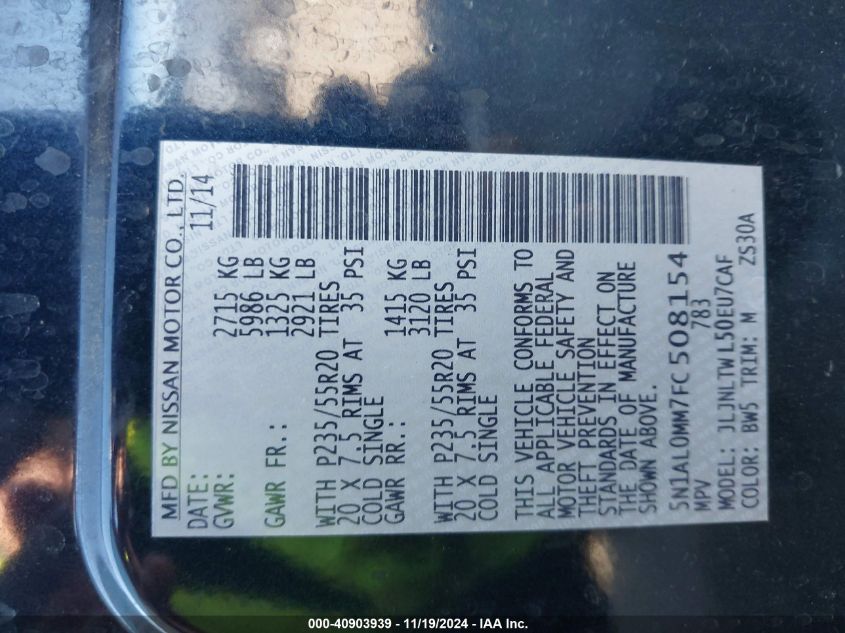 MFD BY NISSAN MOTOR CO., LTD.
DATE: 11/14
GVWR: 2715 KG
5986 LB
GAWR FR.: 1325 KG
2921 LB
WITH P235/55R20 TIRES
20 X 7.5 RIMS AT 35 PSI
COLD SINGLE
GAWR RR.: 1415 KG
3120 LB
WITH P235/55R20 TIRES
20 X 7.5 RIMS AT 35 PSI
COLD SINGLE
THIS VEHICLE CONFORMS TO
ALL APPLICABLE FEDERAL
MOTOR VEHICLE SAFETY AND
THEFT PREVENTION
STANDARDS IN EFFECT ON
THE DATE OF MANUFACTURE
SHOWN ABOVE.
5N1AL0MM7FC508154
MPV 783
MODEL: JLJNLTWL50EU7CAF
COLOR: BW5 TRIM: M ZS30A
000-40903939 - 11/19/2024 - IAA Inc.